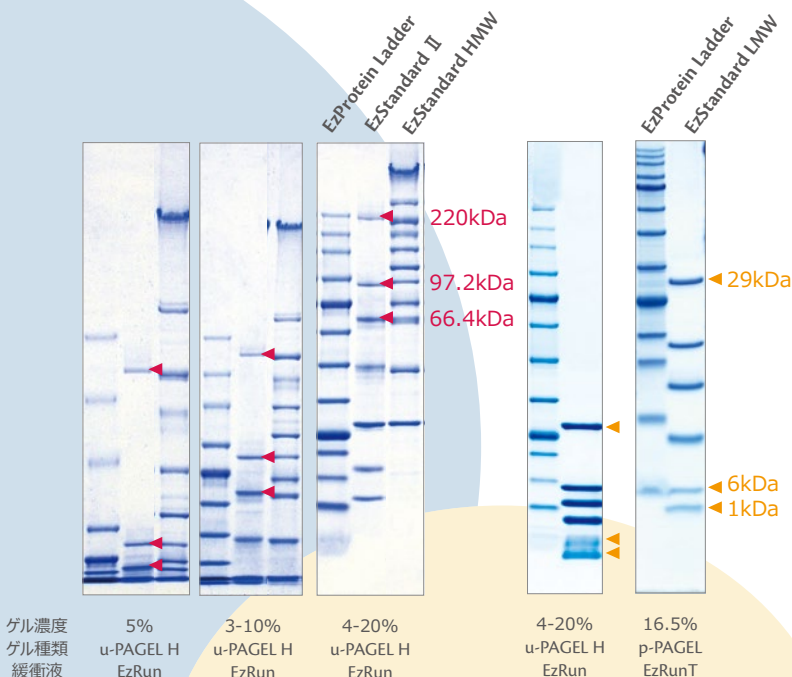 EzProtein Ladder
EzStandard Ⅱ
EzStandard HMW
EzProtein Ladder
EzStandard LMW
220kDa
97.2kDa
66.4kDa
29kDa
6kDa
1kDa
ゲル濃度 5% 3-10% 4-20% 4-20% 16.5%
ゲル種類 u-PAGEL H u-PAGEL H u-PAGEL H u-PAGEL H p-PAGEL
緩衝液 EzRun EzRun EzRun EzRun EzRunT